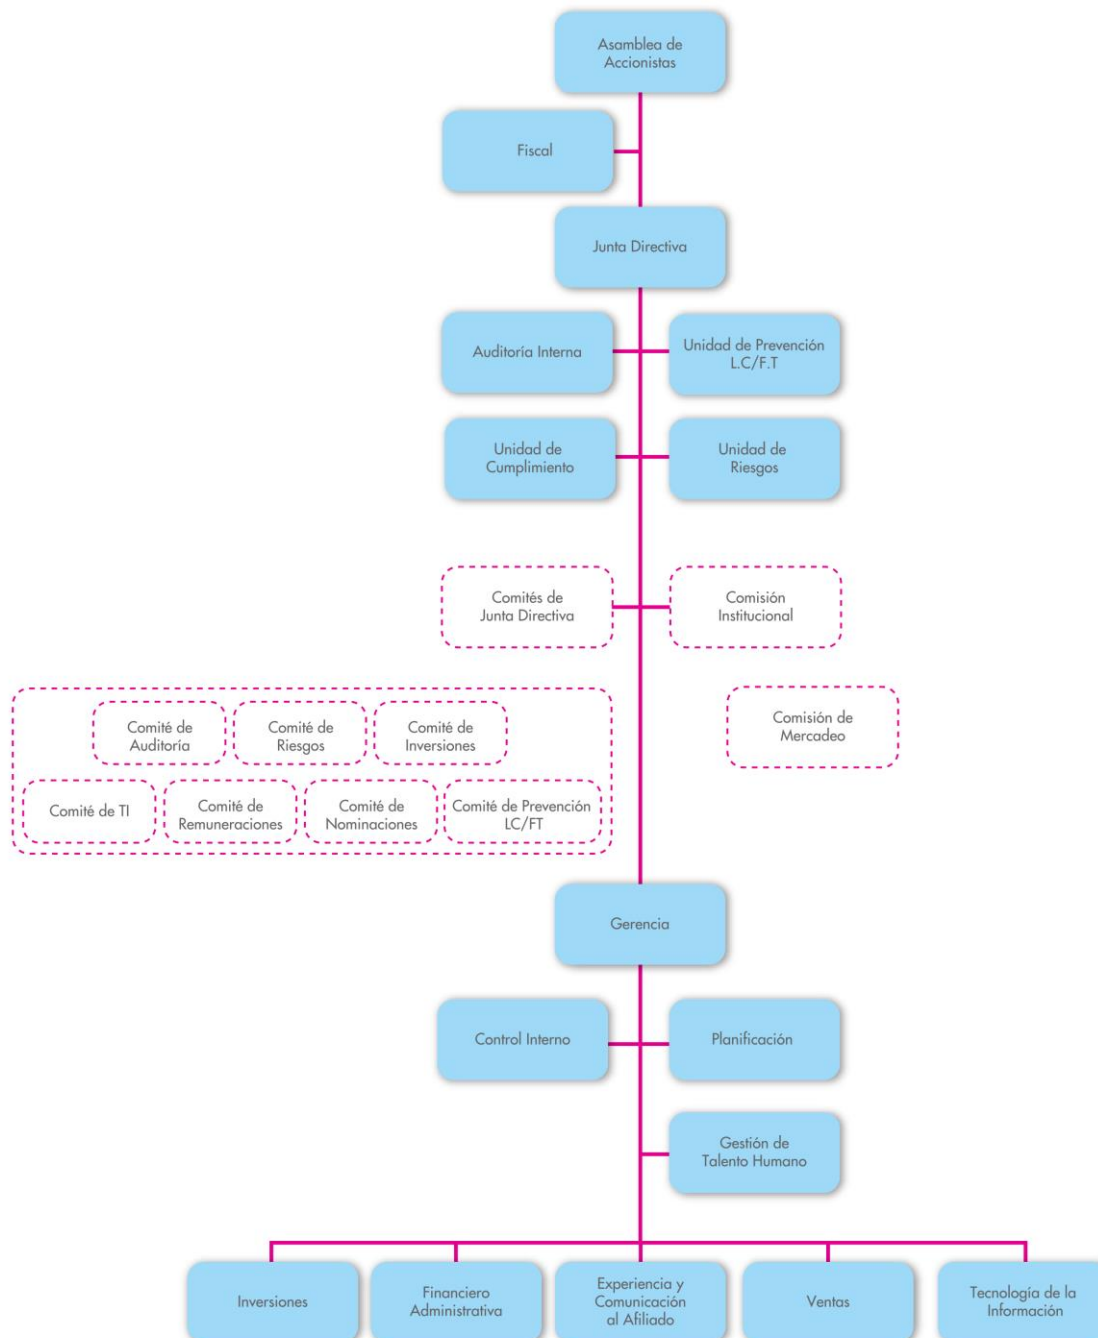 Asamblea de
Accionistas
Fiscal
Junta Directiva
Auditoría Interna
Unidad de Prevención
L.C/F.T
Unidad de
Cumplimiento
Unidad de
Riesgos
Comités de
Junta Directiva
Comisión
Institucional
Comité de
Auditoría
Comité de
Riesgos
Comité de
Inversiones
Comisión de
Mercadeo
Comité de TI
Comité de
Remuneraciones
Comité de
Nominaciones
Comité de Prevención
LC/FT
Gerencia
Control Interno
Planificación
Gestión de
Talento Humano
Inversiones
Financiero
Administrativa
Experiencia y
Comunicación
al Afiliado
Ventas
Tecnología de la
Información